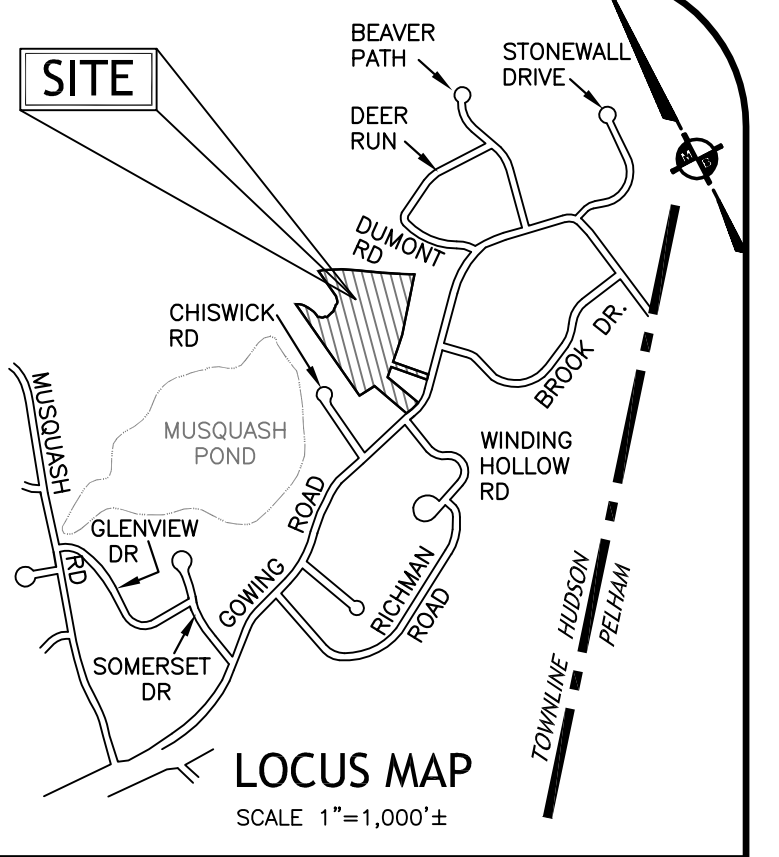 BEAVER
PATH
STONEWALL
DRIVE
SITE
DEER
RUN
DUMONT
RD
CHISWICK
RD
BROOK DR.
MUSQUASH
RD
MUSQUASH
POND
WINDING
HOLLOW
RD
GLENVIEW
DR
GOWING ROAD
RICHMAN
ROAD
SOMERSET
DR
TOWNLINE HUDSON
PELHAM
LOCUS MAP
SCALE 1"=1,000'±